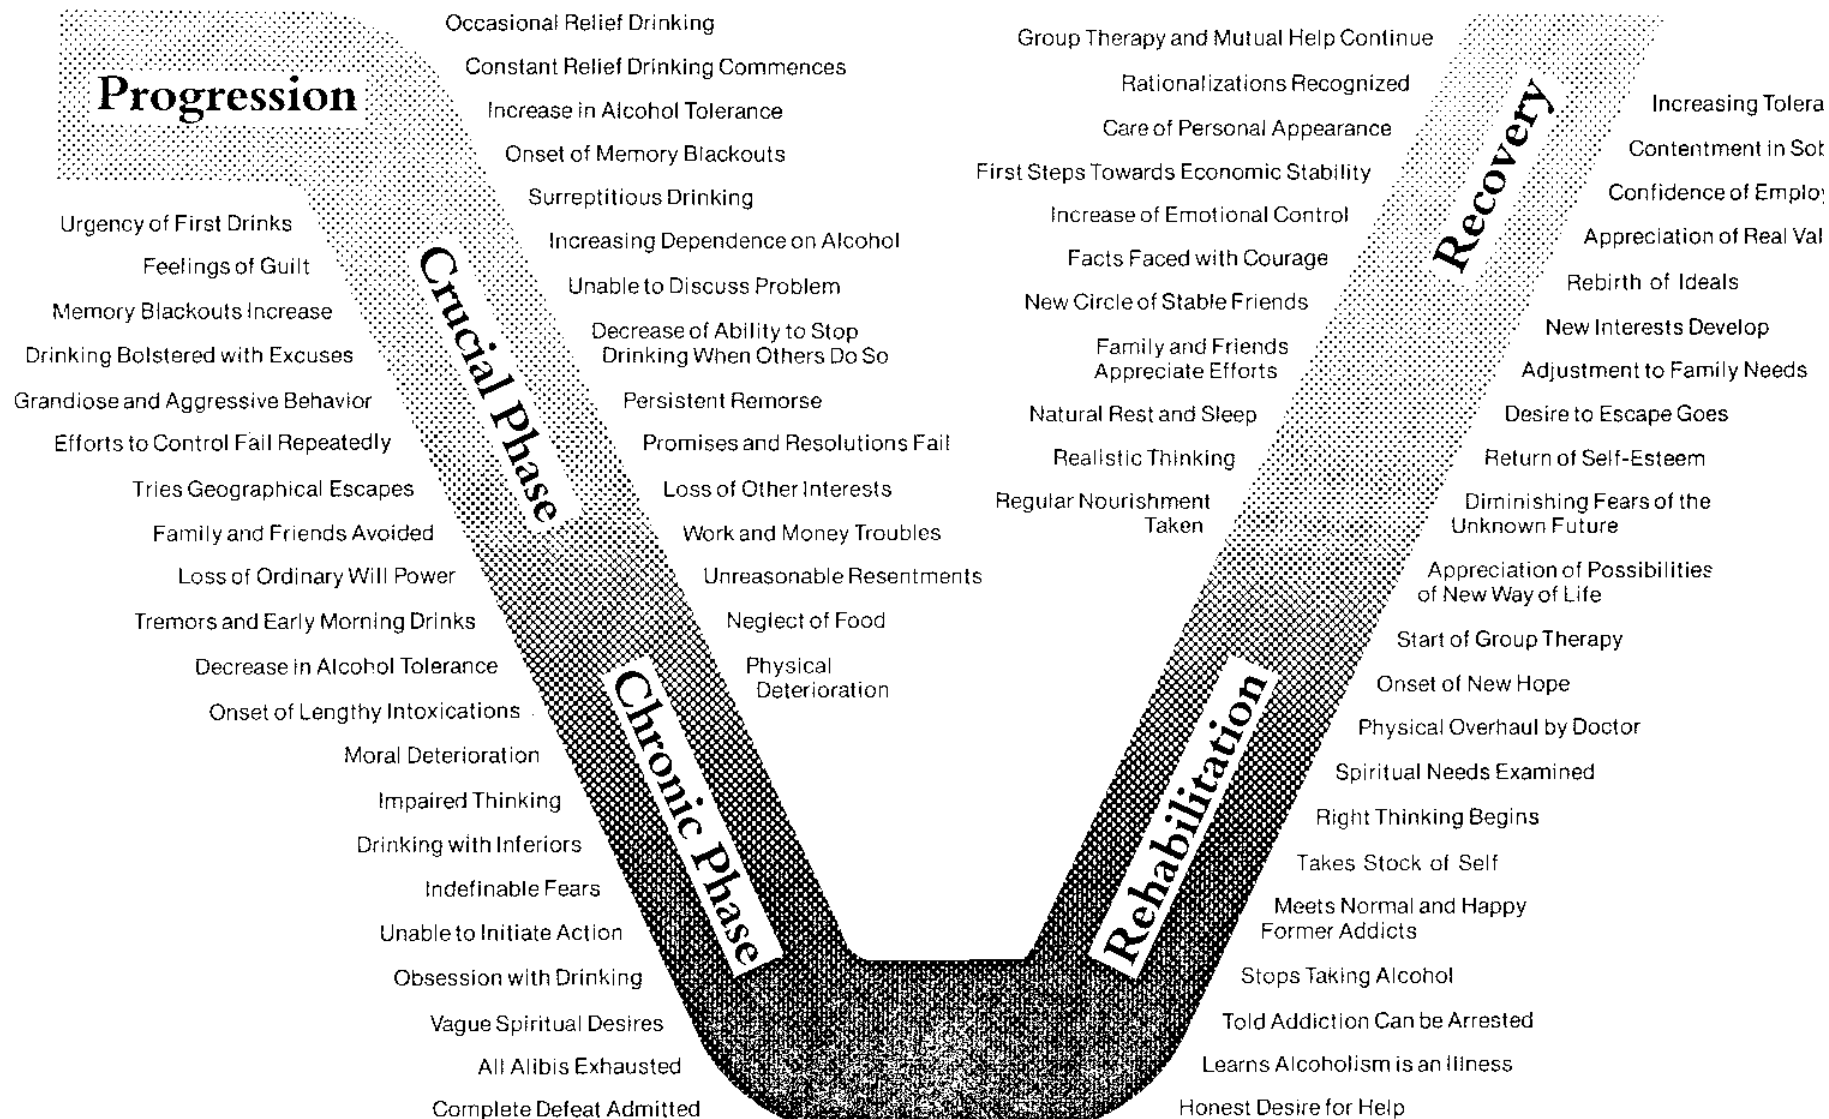 Progression
Occasional Relief Drinking
Constant Relief Drinking Commences
Increase in Alcohol Tolerance
Onset of Memory Blackouts
Surreptitious Drinking
Increasing Dependence on Alcohol
Unable to Discuss Problem
Decrease of Ability to Stop
Drinking When Others Do So
Persistent Remorse
Promises and Resolutions Fail
Loss of Other Interests
Work and Money Troubles
Unreasonable Resentments
Neglect of Food
Physical
Deterioration
Crucial Phase
Urgency of First Drinks
Feelings of Guilt
Memory Blackouts Increase
Drinking Bolstered with Excuses
Grandiose and Aggressive Behavior
Efforts to Control Fail Repeatedly
Tries Geographical Escapes
Family and Friends Avoided
Loss of Ordinary Will Power
Tremors and Early Morning Drinks
Decrease in Alcohol Tolerance
Onset of Lengthy Intoxications
Moral Deterioration
Impaired Thinking
Drinking with Inferiors
Indefinable Fears
Unable to Initiate Action
Obsession with Drinking
Vague Spiritual Desires
All Alibis Exhausted
Complete Defeat Admitted
Chronic Phase
Group Therapy and Mutual Help Continue
Rationalizations Recognized
Care of Personal Appearance
First Steps Towards Economic Stability
Increase of Emotional Control
Facts Faced with Courage
New Circle of Stable Friends
Family and Friends
Appreciate Efforts
Natural Rest and Sleep
Realistic Thinking
Regular Nourishment
Taken
Recovery
Rehabilitation
Increasing Tolera
Contentment in Sob
Confidence of Employ
Appreciation of Real Val
Rebirth of Ideals
New Interests Develop
Adjustment to Family Needs
Desire to Escape Goes
Return of Self-Esteem
Diminishing Fears of the
Unknown Future
Appreciation of Possibilities
of New Way of Life
Start of Group Therapy
Onset of New Hope
Physical Overhaul by Doctor
Spiritual Needs Examined
Right Thinking Begins
Takes Stock of Self
Meets Normal and Happy
Former Addicts
Stops Taking Alcohol
Told Addiction Can be Arrested
Learns Alcoholism is an Illness
Honest Desire for Help